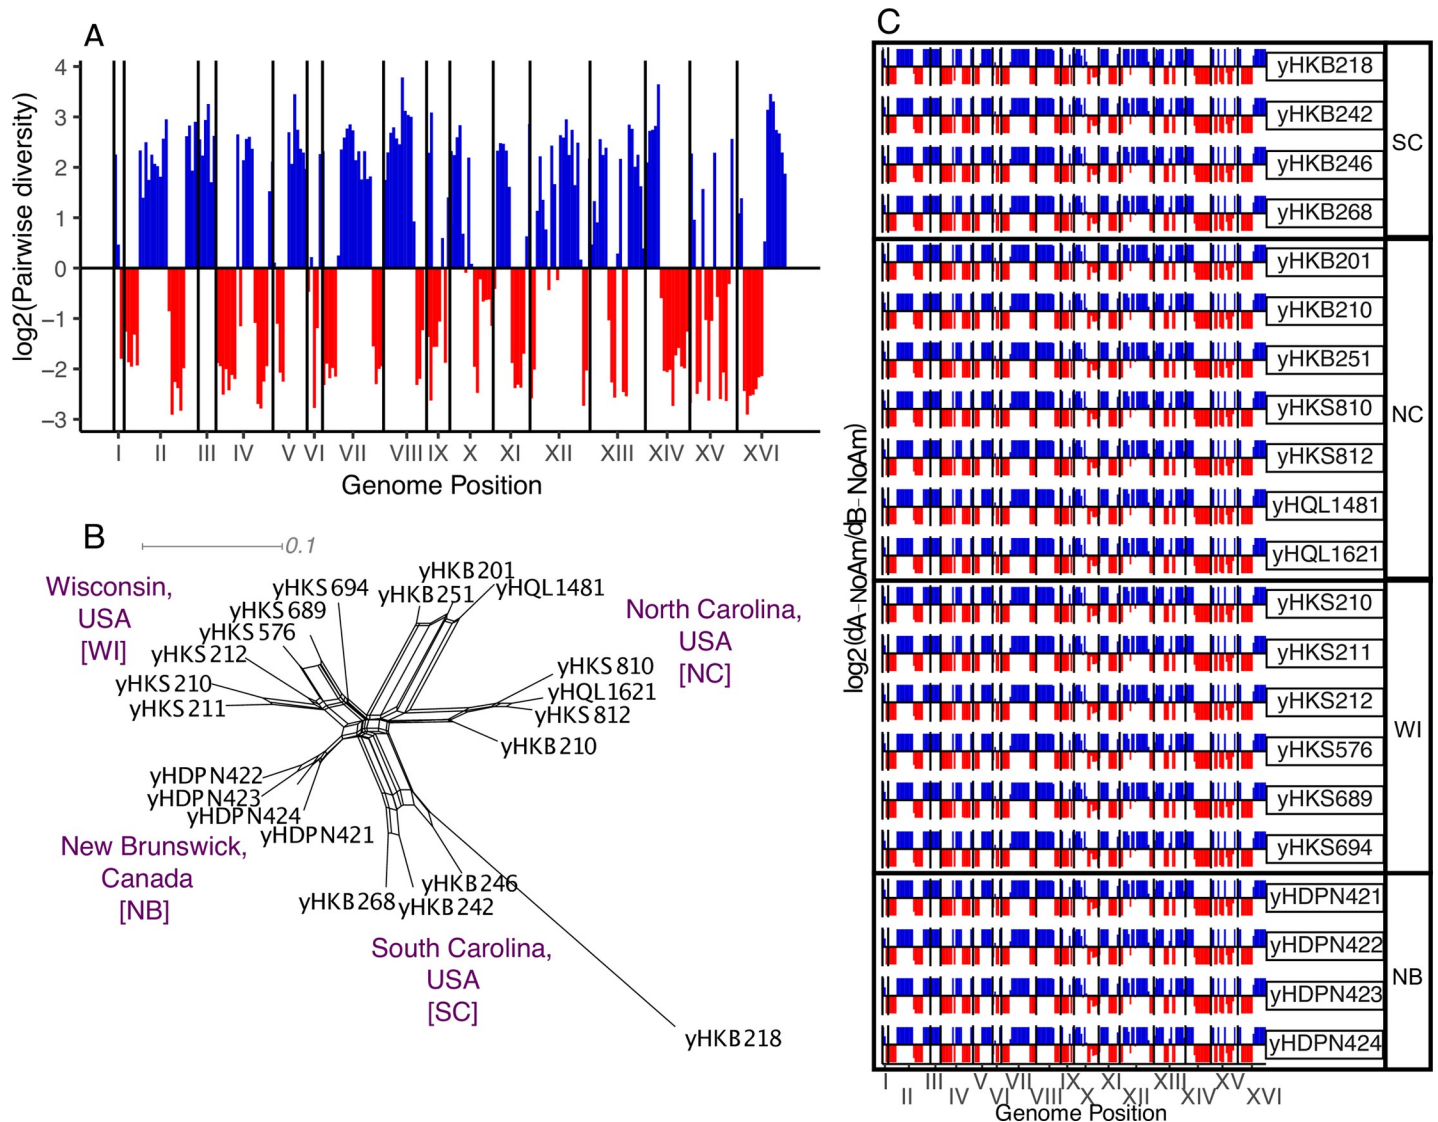 A
log2(Pairwise diversity)
4
3
2
1
0
−1
−2
−3
I II III IV V VI VII VIII IX X XI XII XIII XIV XV XVI
Genome Position
B
0.1
Wisconsin,
USA
[WI]
yHKS694
yHKS689
yHKS576
yHKS212
yHKS210
yHKS211
yHKB201
yHKB251
yHQL1481
North Carolina,
USA
[NC]
yHKS810
yHQL1621
yHKS812
yHKB210
yHDPN422
yHDPN423
yHDPN424
yHDPN421
New Brunswick,
Canada
[NB]
yHKB246
yHKB268
yHKB242
South Carolina,
USA
[SC]
yHKB218
C
log2(dA-NoAm/dB-NoAm)
yHKB218
yHKB242
yHKB246
yHKB268
SC
yHKB201
yHKB210
yHKB251
yHKS810
yHKS812
yHQL1481
yHQL1621
NC
yHKS210
yHKS211
yHKS212
yHKS576
yHKS689
yHKS694
WI
yHDPN421
yHDPN422
yHDPN423
yHDPN424
NB
I III V VII IX XI XIII XV
II IV VI VIII X XII XIV XVI
Genome Position